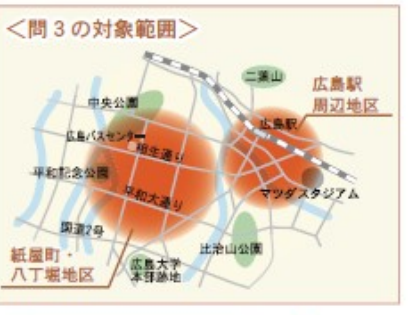 ＜問３の対象範囲＞
二葉山
広島駅
周辺地区
中央公園
広島駅
広島バスセンター
相生通り
平和記念公園
マツダスタジアム
平和大通り
国道2号
比治山公園
紙屋町・
八丁堀地区
広島大学
本部跡地